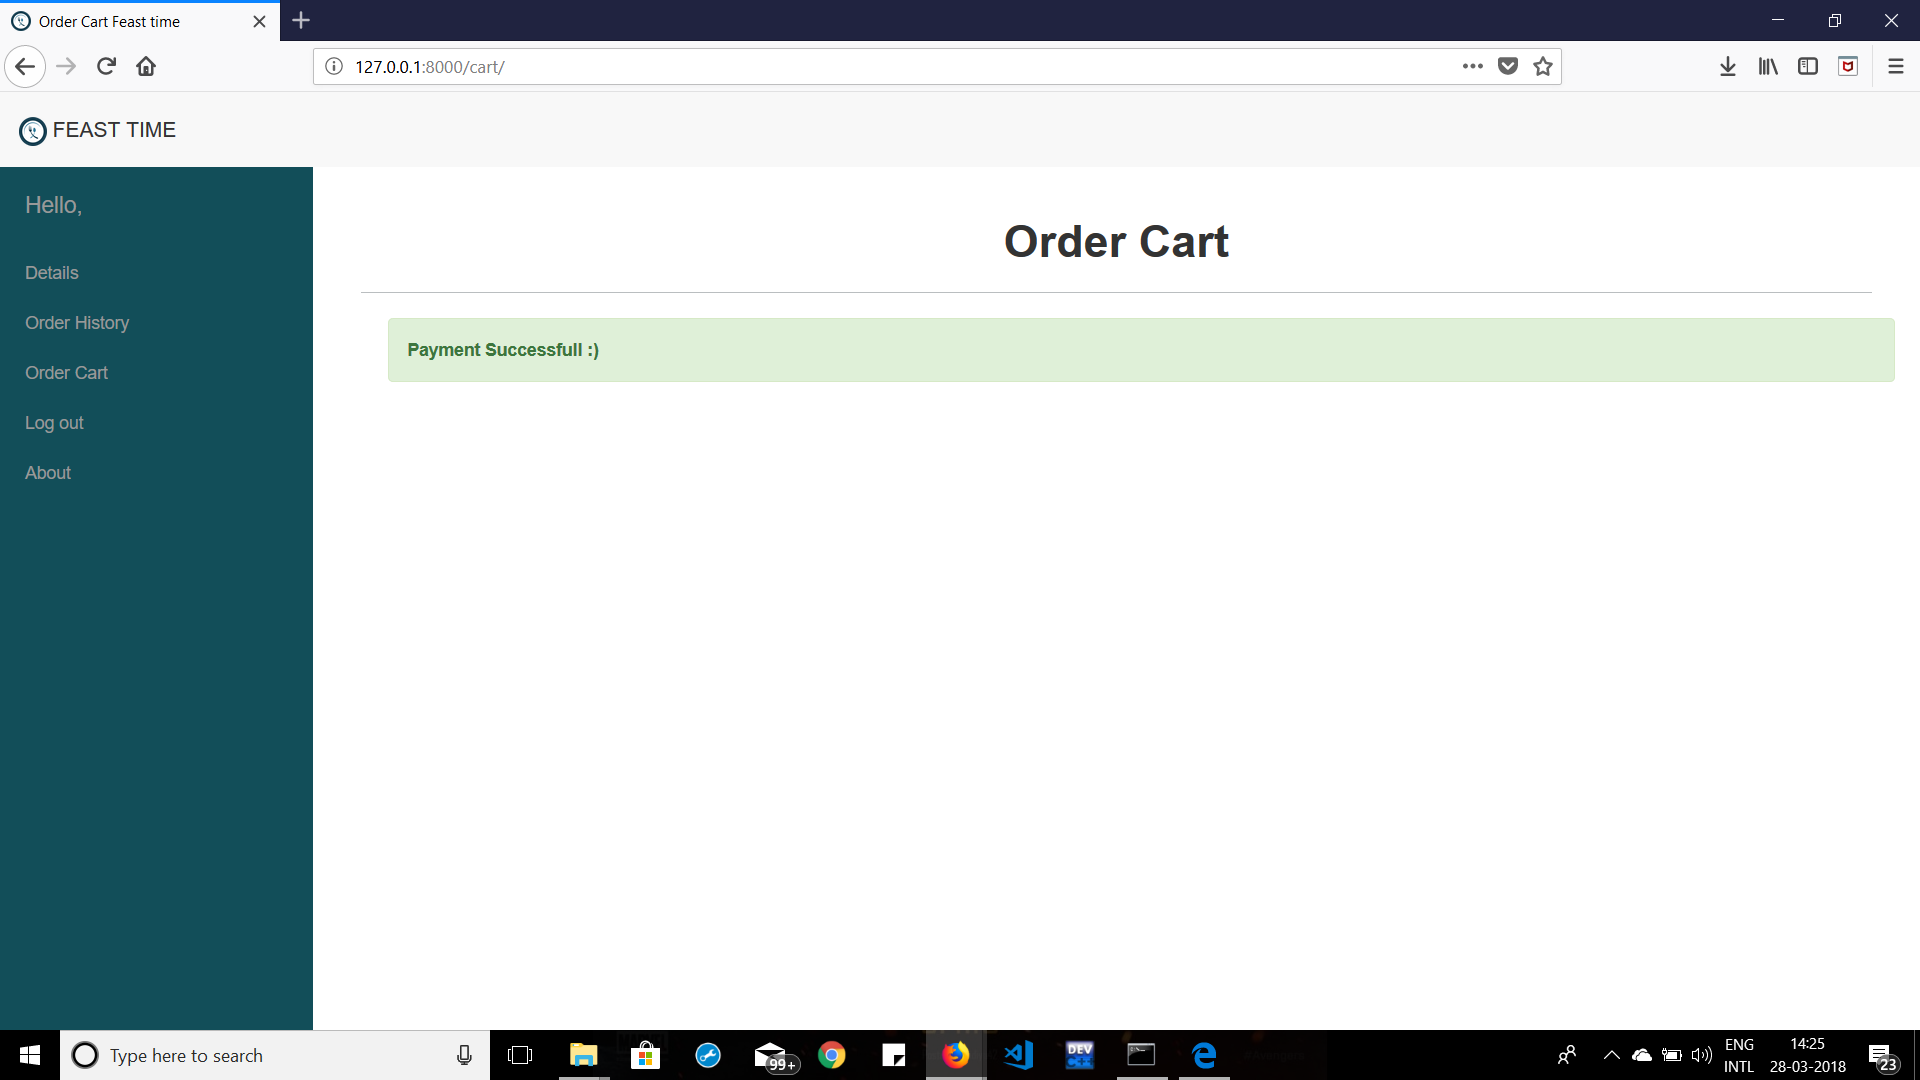 Order Cart Feast time
127.0.0.1:8000/cart/
FEAST TIME
Hello,
Details
Order History
Order Cart
Log out
About
Order Cart
Payment Successfull :)
Type here to search
99+
DEV
C++
ENG
INTL
14:25
28-03-2018
23